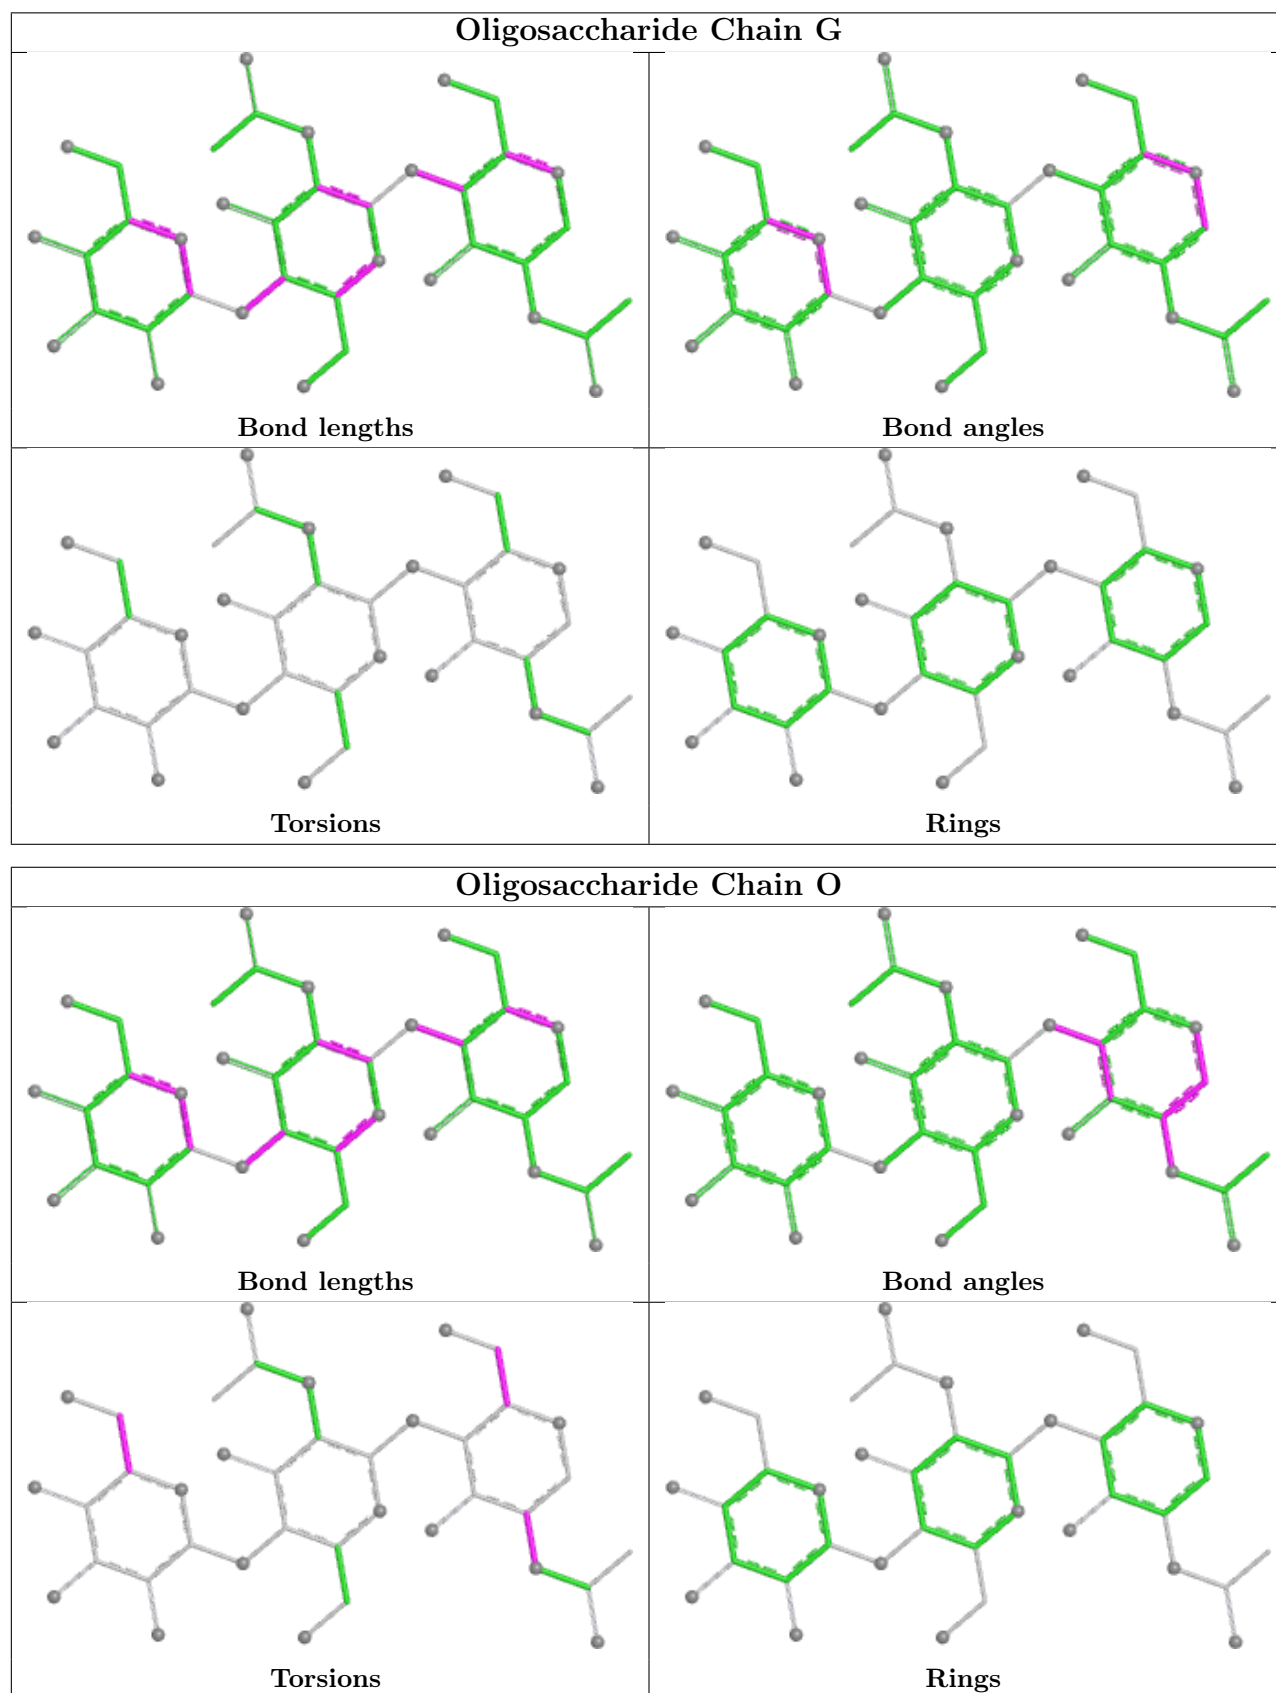 Oligosaccharide Chain G
Bond lengths
Bond angles
Torsions
Rings
Oligosaccharide Chain O
Bond lengths
Bond angles
Torsions
Rings